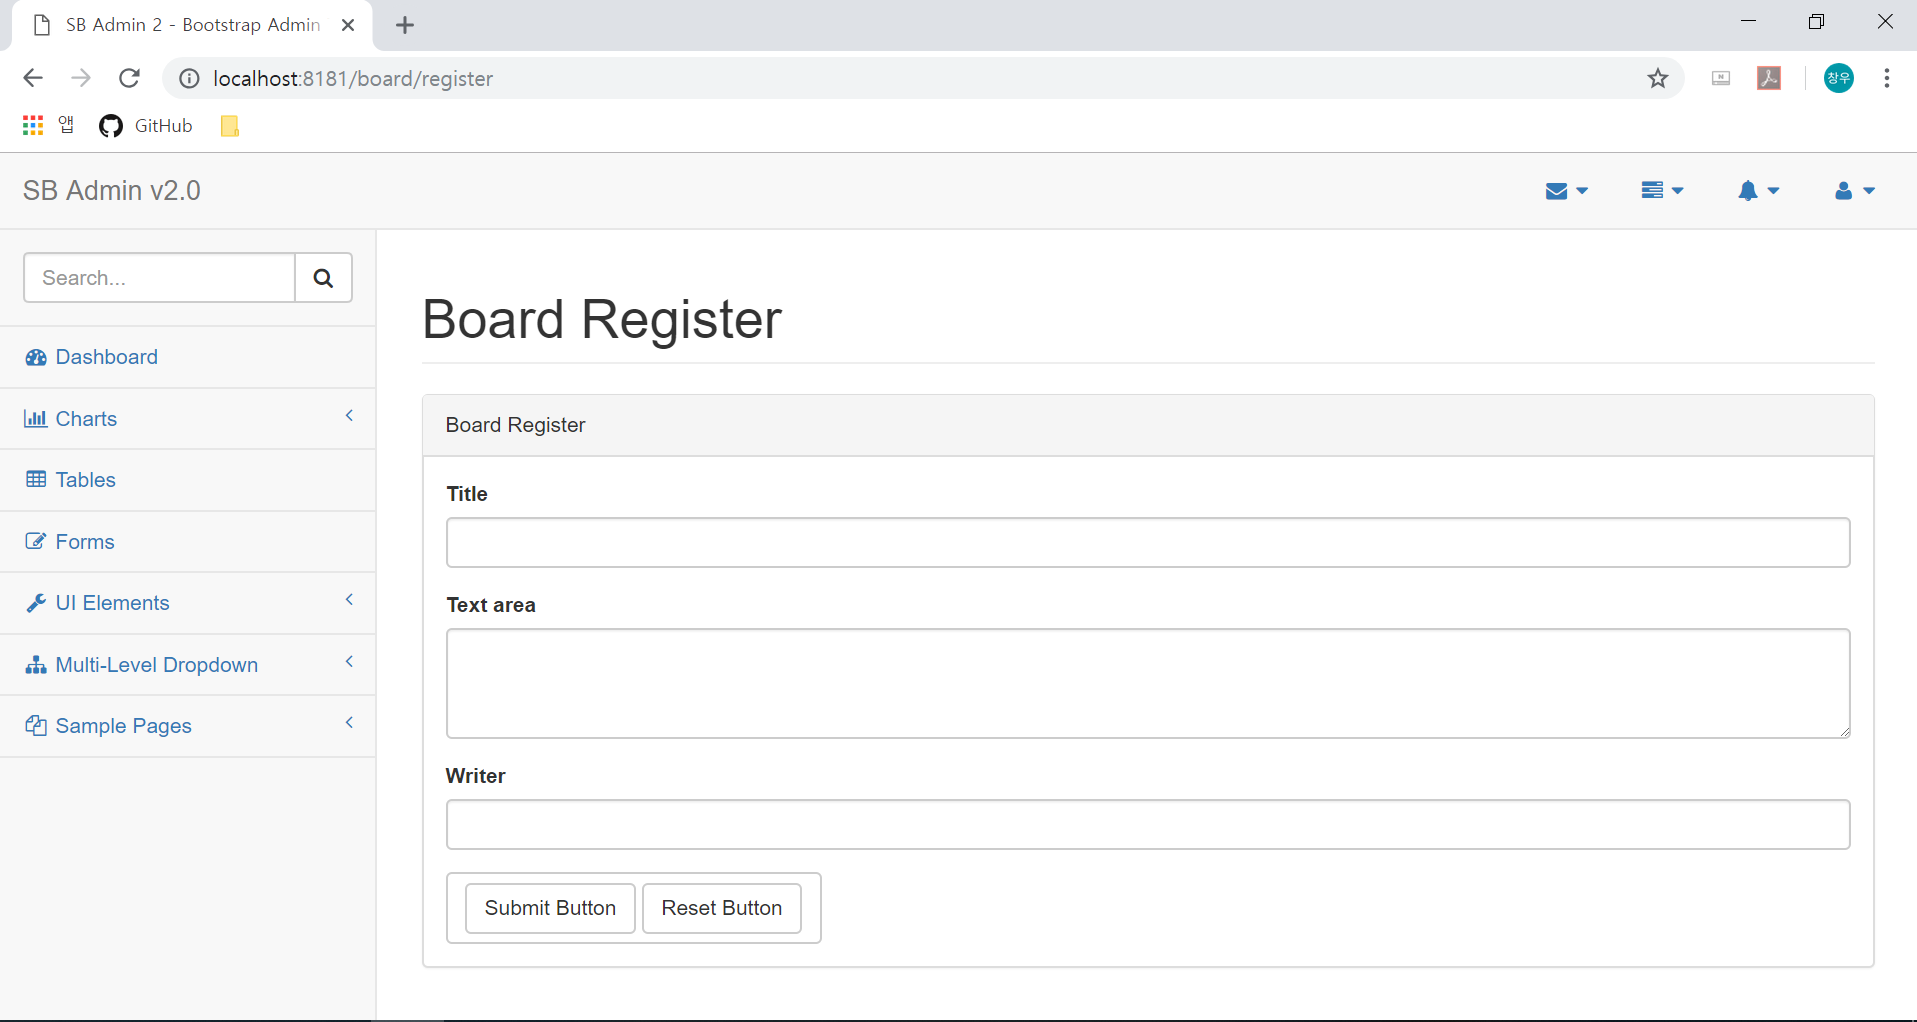 SB Admin 2 - Bootstrap Admin
localhost:8181/board/register
창우
앱 GitHub
SB Admin v2.0
Search...
Dashboard
Charts
Tables
Forms
UI Elements
Multi-Level Dropdown
Sample Pages
Board Register
Board Register
Title
Text area
Writer
Submit Button Reset Button